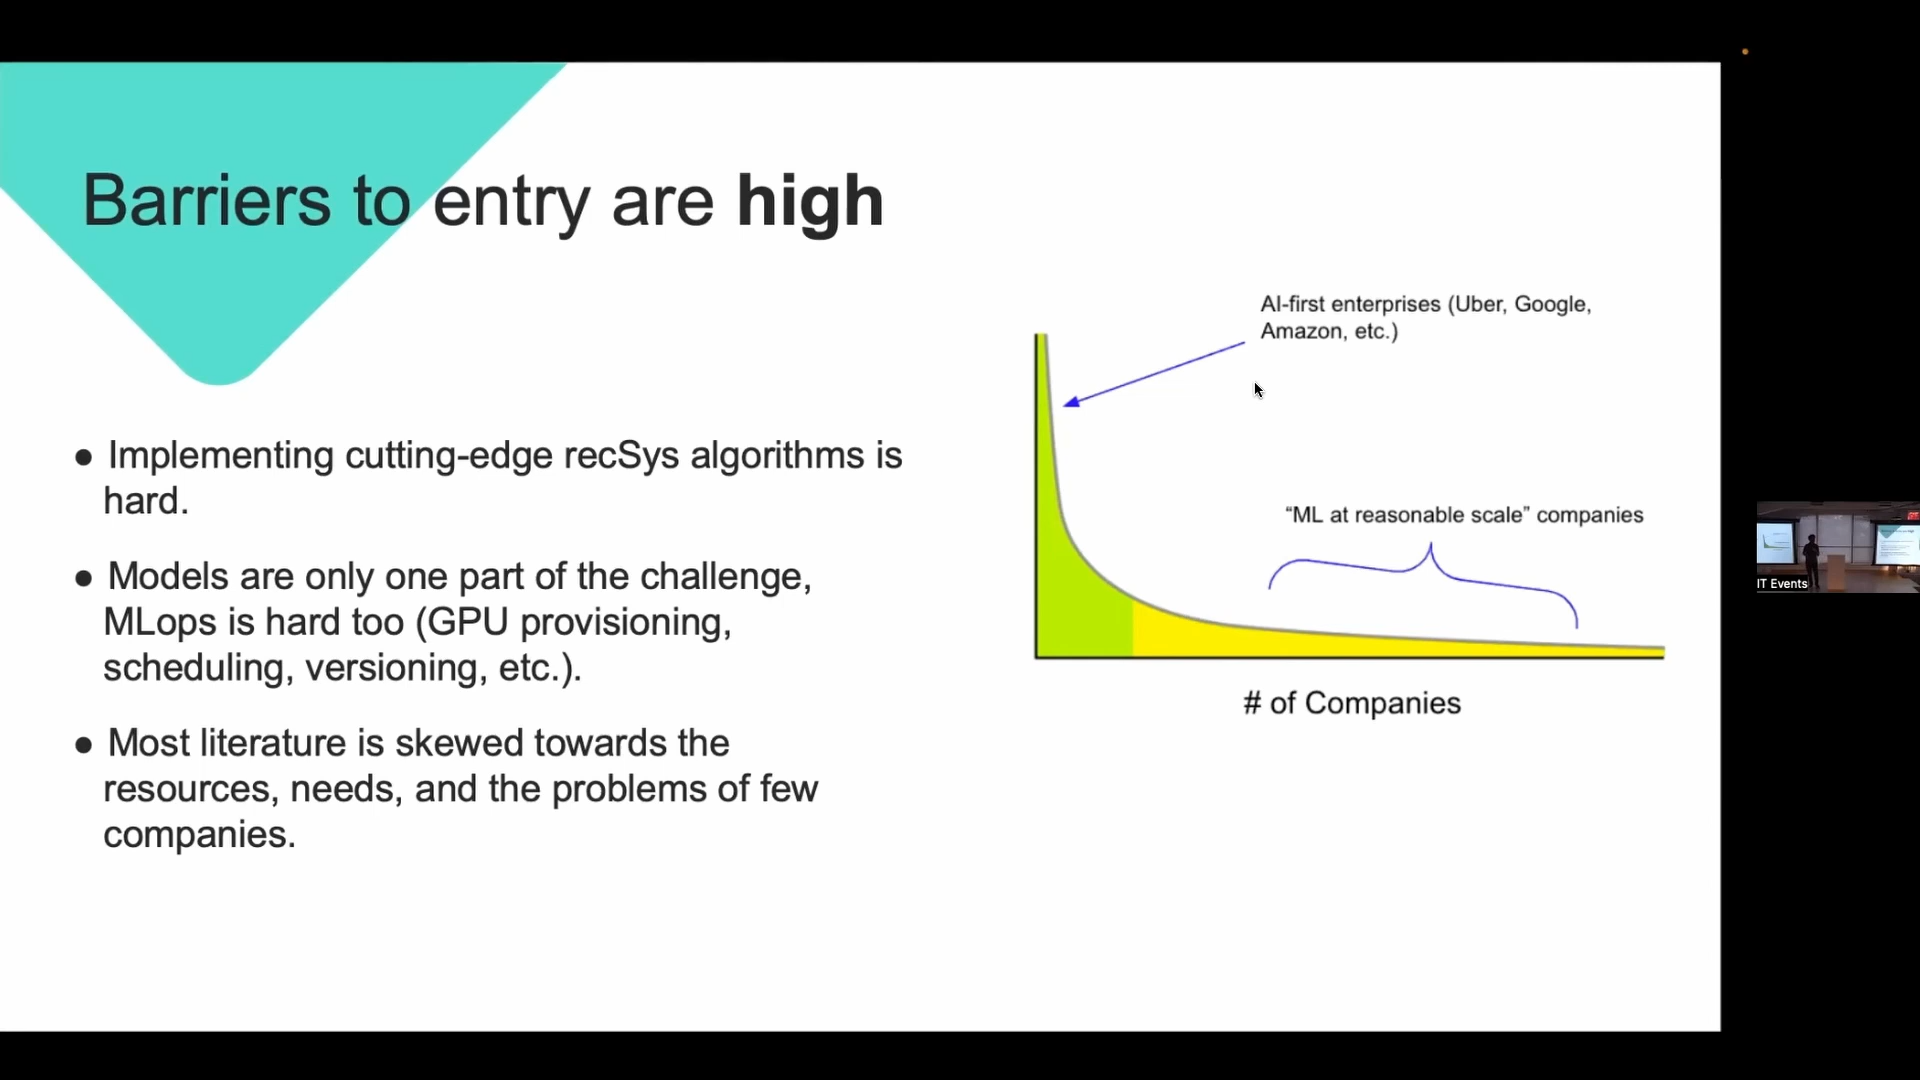 Barriers to entry are high
● Implementing cutting-edge recSys algorithms is
hard.
● Models are only one part of the challenge,
MLops is hard too (GPU provisioning,
scheduling, versioning, etc.).
● Most literature is skewed towards the
resources, needs, and the problems of few
companies.
AI-first enterprises (Uber, Google,
Amazon, etc.)
“ML at reasonable scale” companies
# of Companies
IT Events